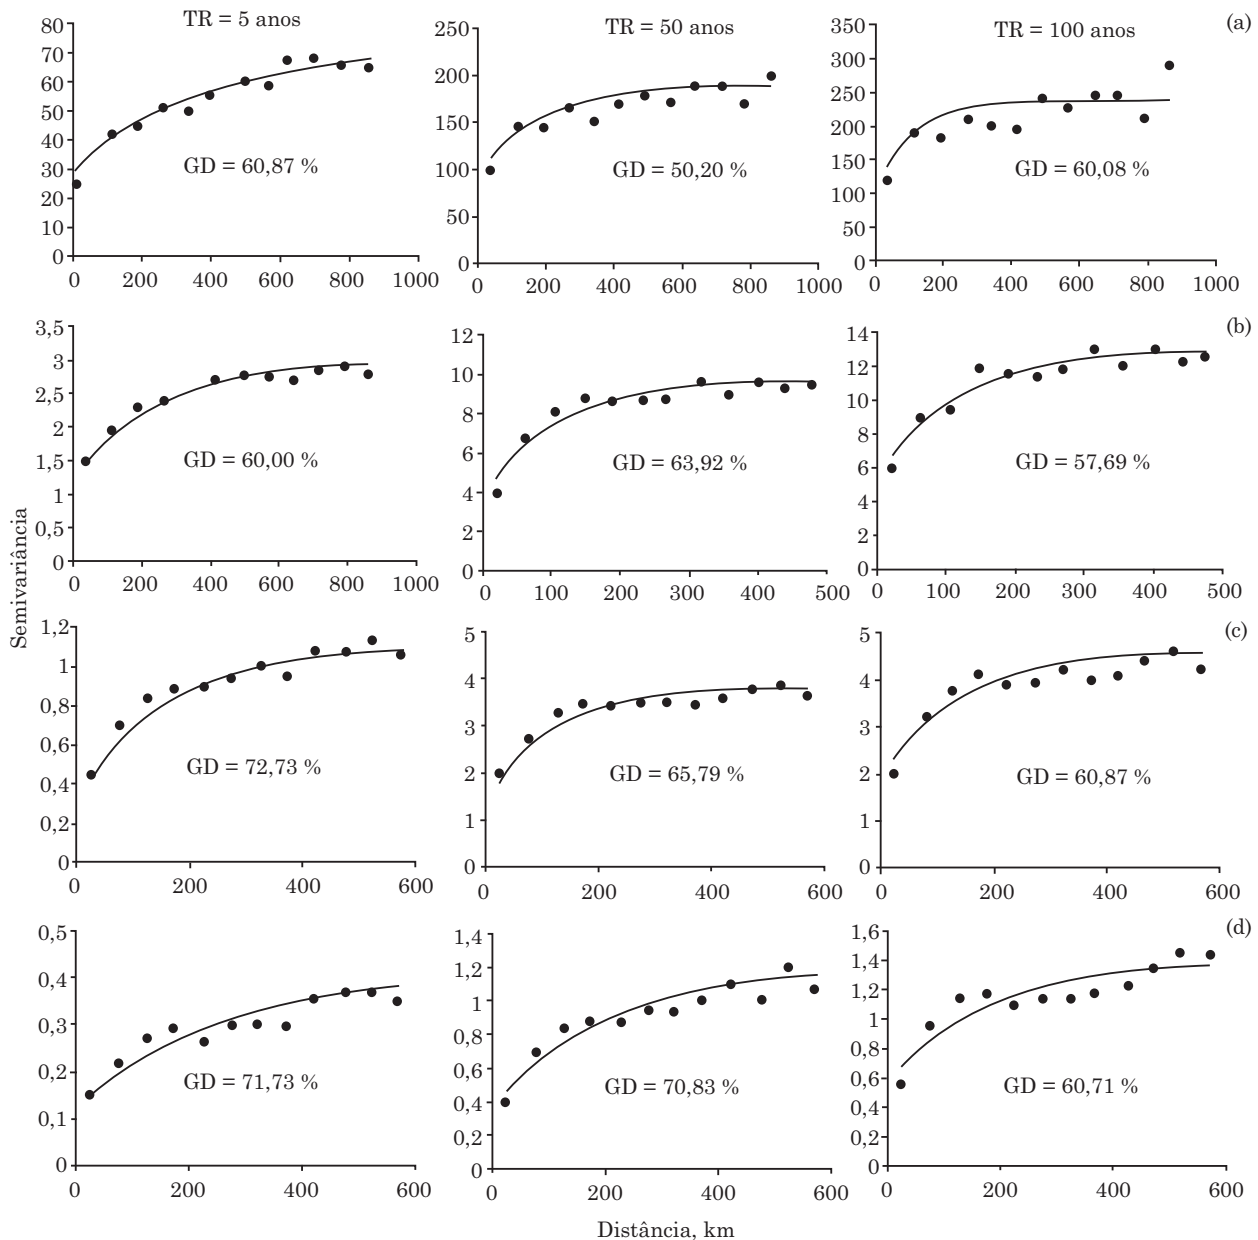 TR = 5 anos
TR = 50 anos
TR = 100 anos
(a)
80
70
60
50
40
30
20
10
0
GD = 60,87 %
0 200 400 600 800 1000
250
200
150
100
50
0
GD = 50,20 %
0 200 400 600 800 1000
350
300
250
200
150
100
50
0
GD = 60,08 %
0 200 400 600 800 1000
(b)
3,5
3
2,5
2
1,5
1
0,5
0
GD = 60,00 %
0 200 400 600 800 1000
12
10
8
6
4
2
0
GD = 63,92 %
0 100 200 300 400 500
14
12
10
8
6
4
2
0
GD = 57,69 %
0 100 200 300 400 500
Semivariância
(c)
1,2
1
0,8
0,6
0,4
0,2
0
GD = 72,73 %
0 200 400 600
5
4
3
2
1
0
GD = 65,79 %
0 200 400 600
5
4
3
2
1
0
GD = 60,87 %
0 200 400 600
(d)
0,5
0,4
0,3
0,2
0,1
0
GD = 71,73 %
0 200 400 600
1,4
1,2
1
0,8
0,6
0,4
0,2
0
GD = 70,83 %
0 200 400 600
1,6
1,4
1,2
1
0,8
0,6
0,4
0,2
0
GD = 60,71 %
0 200 400 600
Distância, km